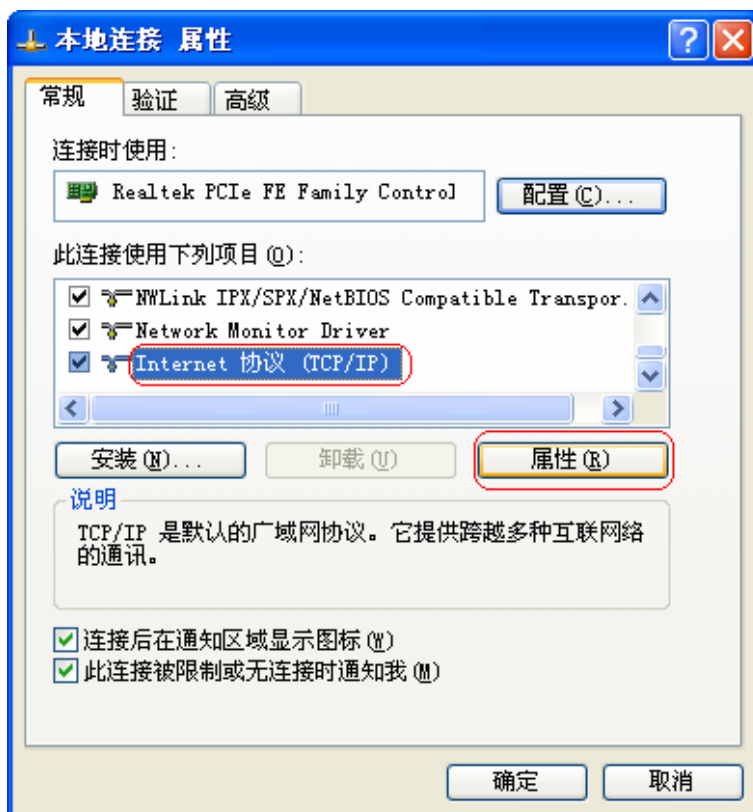 本地连接 属性
常规 验证 高级
连接时使用:
Realtek PCIe FE Family Control
配置(C)...
此连接使用下列项目(O):
NWLink IPX/SPX/NetBIOS Compatible Transpor.
Network Monitor Driver
Internet 协议 (TCP/IP)
安装(N)... 卸载(U) 属性(R)
说明
TCP/IP 是默认的广域网协议。它提供跨越多种互联网络
的通讯。
连接后在通知区域显示图标(W)
此连接被限制或无连接时通知我(M)
确定 取消